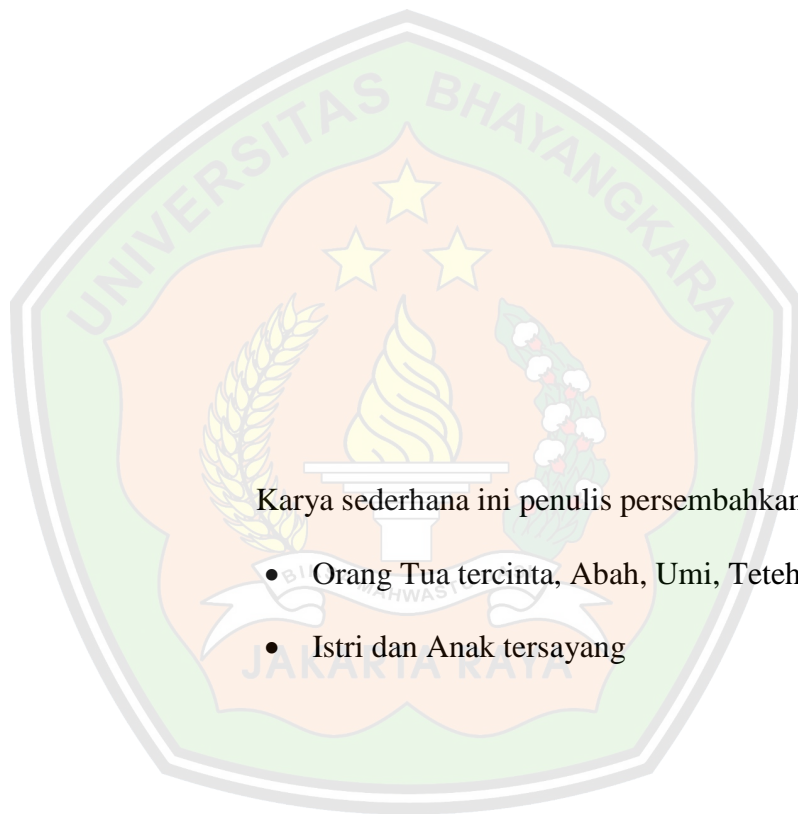 UNIVERSITAS BHAYANGKARA
Karya sederhana ini penulis persembahkan
• Orang Tua tercinta, Abah, Umi, Teteh
• Istri dan Anak tersayang
JAKARTA RAYA